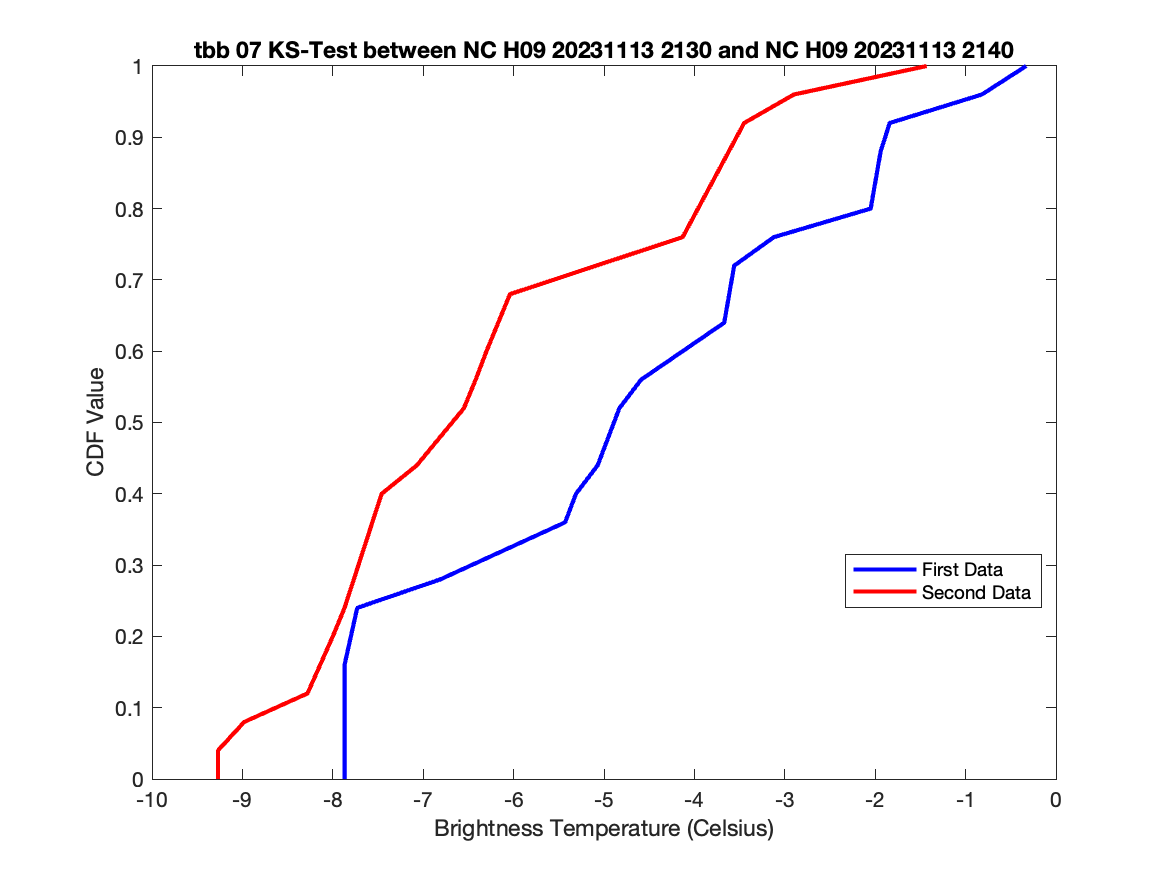 tbb 07 KS-Test between NC H09 20231113 2130 and NC H09 20231113 2140
1
0.9
0.8
0.7
0.6
0.5
0.4
0.3
0.2
0.1
0
CDF Value
First Data
Second Data
-10 -9 -8 -7 -6 -5 -4 -3 -2 -1 0
Brightness Temperature (Celsius)